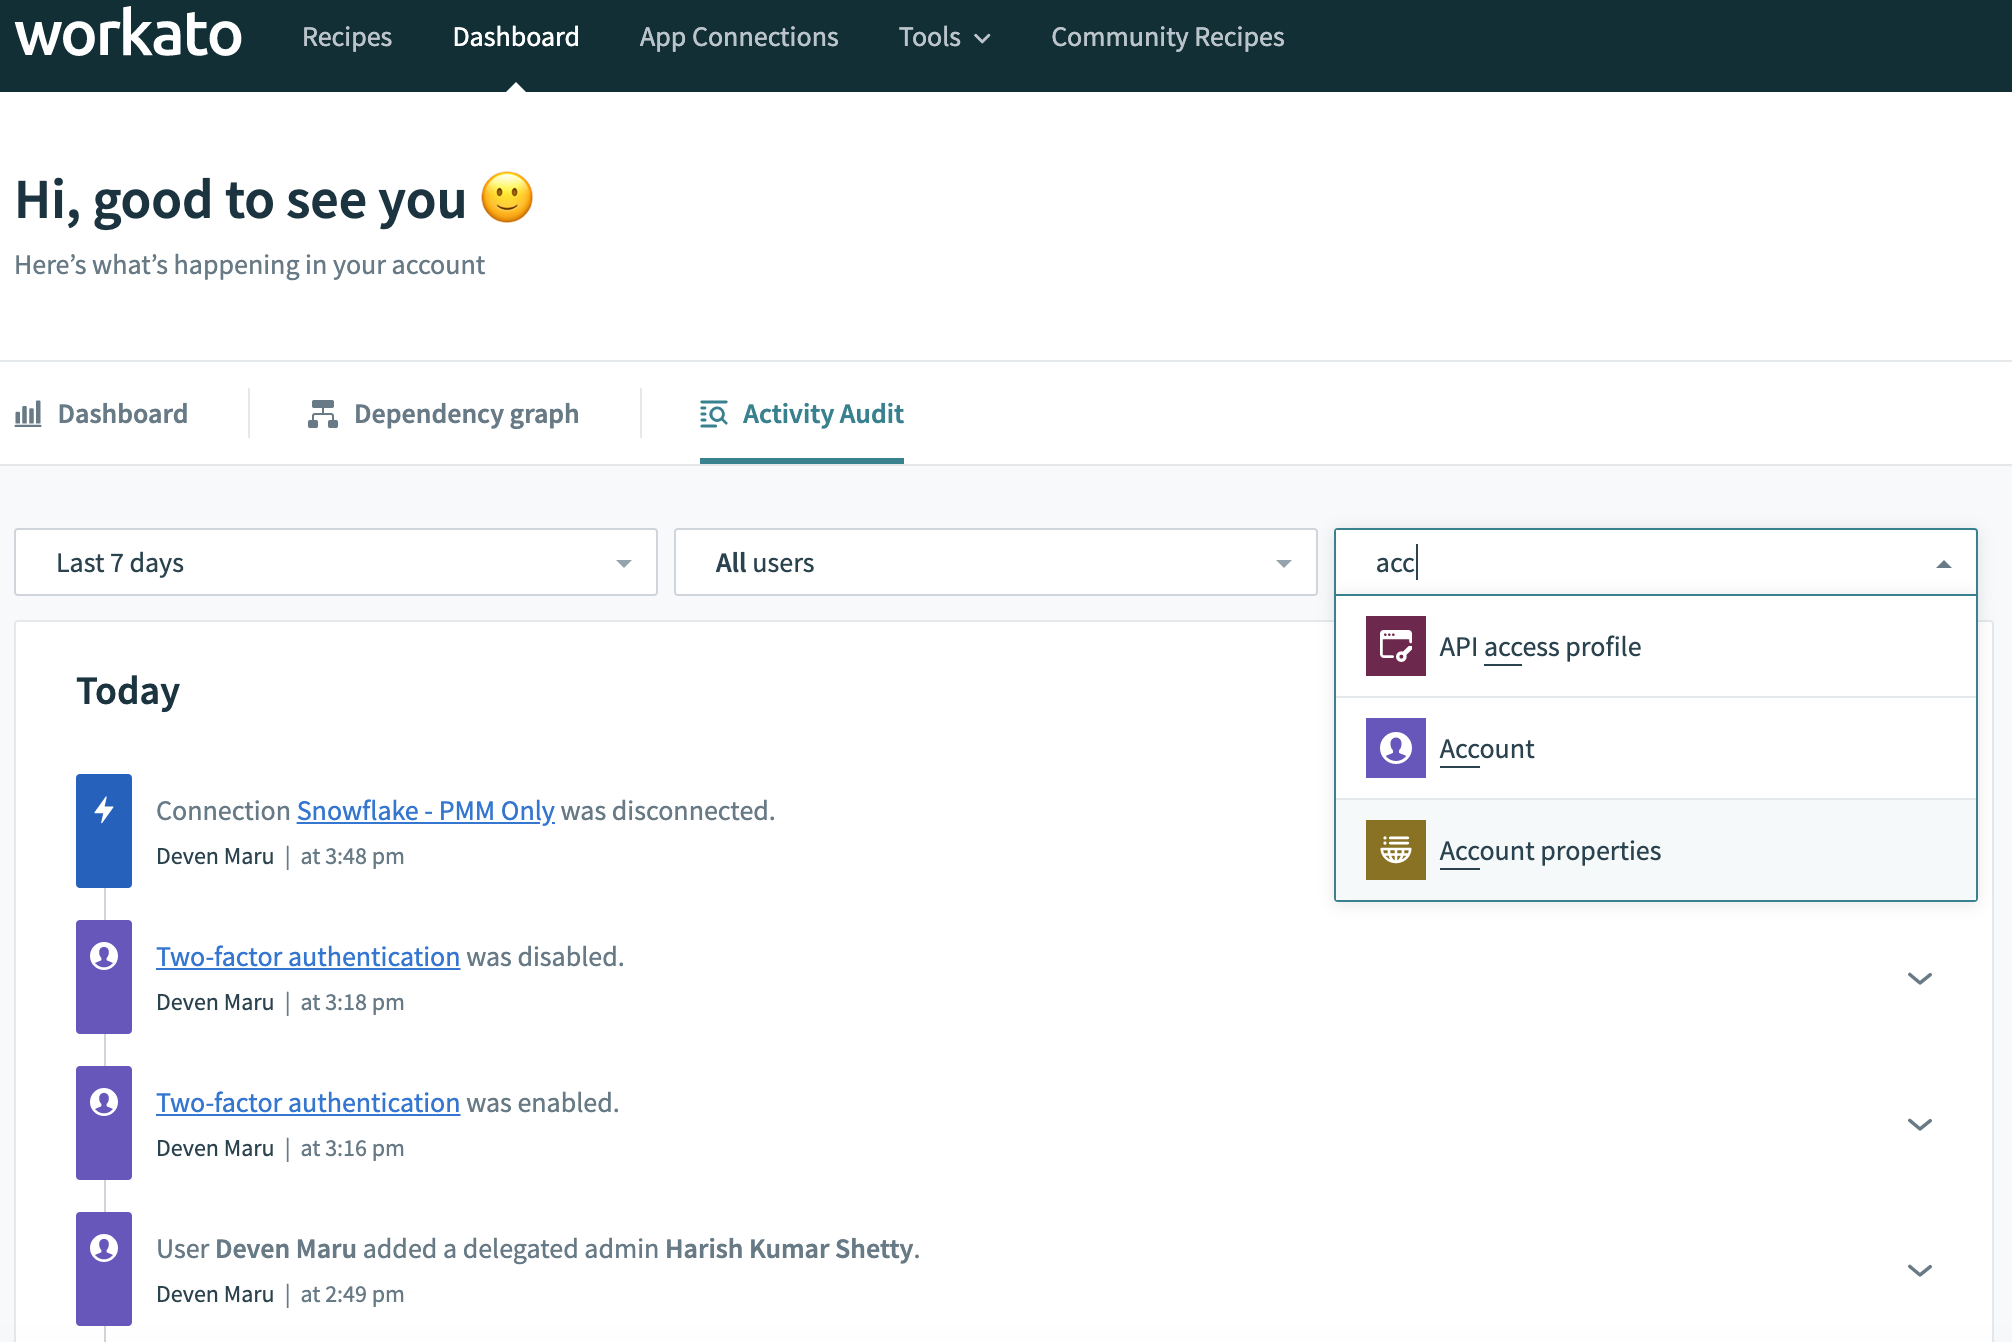 workato
Recipes
Dashboard
App Connections
Tools
Community Recipes
Hi, good to see you
Here’s what’s happening in your account
Dashboard
Dependency graph
Activity Audit
Last 7 days
All users
acc
API access profile
Account
Account properties
Today
Connection Snowflake - PMM Only was disconnected.
Deven Maru | at 3:48 pm
Two-factor authentication was disabled.
Deven Maru | at 3:18 pm
Two-factor authentication was enabled.
Deven Maru | at 3:16 pm
User Deven Maru added a delegated admin Harish Kumar Shetty.
Deven Maru | at 2:49 pm